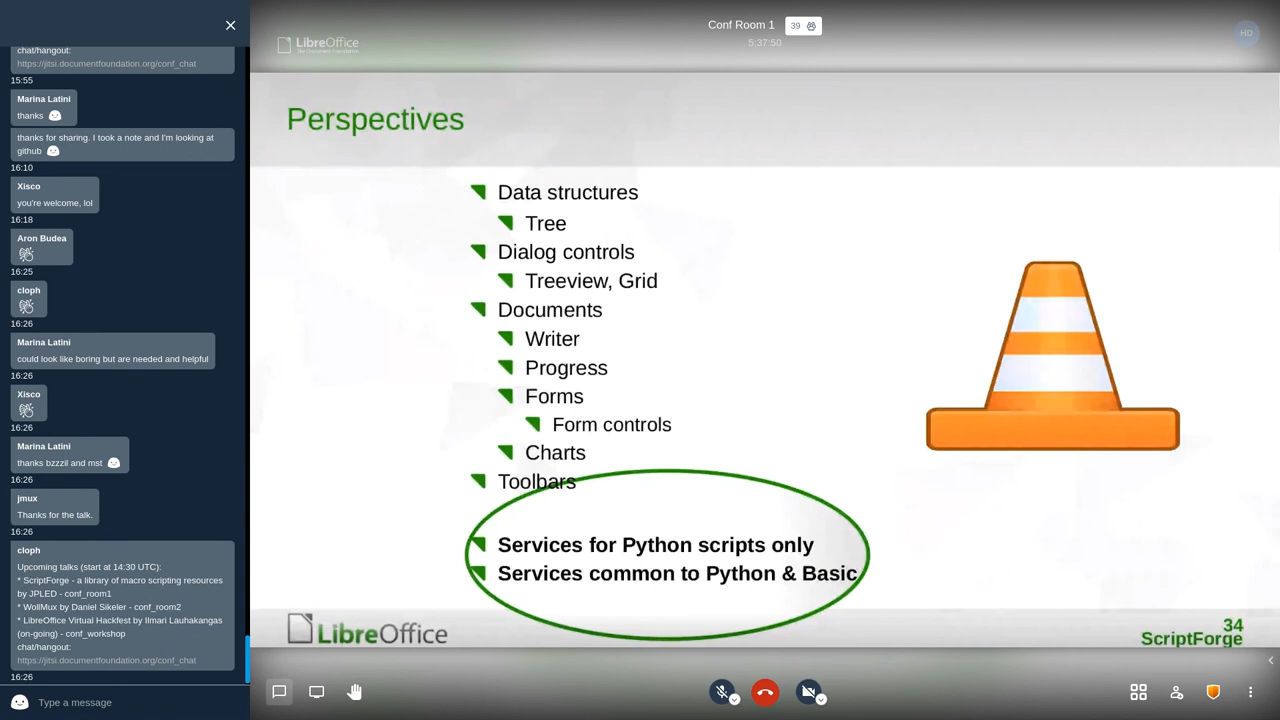 chat/hangout:
https://jitsi.documentfoundation.org/conf_chat
15:55
Marina Latini
thanks
thanks for sharing. I took a note and I'm looking at
github
16:10
Xisco
you're welcome, lol
16:18
Aron Budea
16:25
cloph
16:26
Marina Latini
could look like boring but are needed and helpful
16:26
Xisco
16:26
Marina Latini
thanks bzzzil and mst
16:26
jmux
Thanks for the talk.
16:26
cloph
Upcoming talks (start at 14:30 UTC):
* ScriptForge - a library of macro scripting resources
by JPLED - conf_room1
* WollMux by Daniel Sikeler - conf_room2
* LibreOffice Virtual Hackfest by Ilmari Lauhakangas
(on-going) - conf_workshop
chat/hangout:
https://jitsi.documentfoundation.org/conf_chat
16:26
Type a message
Conf Room 1 39
5:37:50
HD
LibreOffice
Perspectives
Data structures
Tree
Dialog controls
Treeview, Grid
Documents
Writer
Progress
Forms
Form controls
Charts
Toolbars
Services for Python scripts only
Services common to Python & Basic
LibreOffice
34
ScriptForge